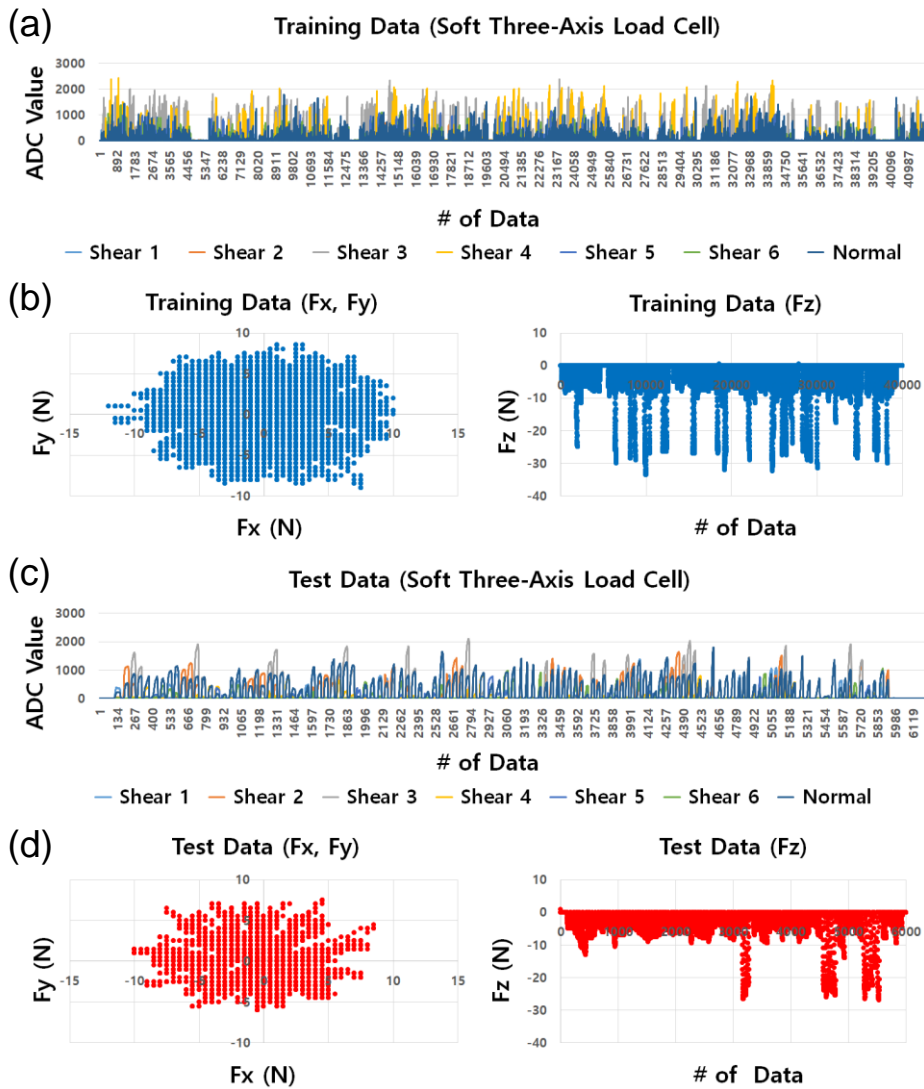 (a)
Training Data (Soft Three-Axis Load Cell)
ADC Value
3000
2000
1000
0
1 892 1783 2674 3565 4456 5347 6238 7129 8020 8911 9802 10693 11584 12475 13366 14257 15148 16039 16930 17821 18712 19603 20494 21385 22276 23167 24058 24949 25840 26731 27622 28513 29404 30295 31186 32077 32968 33859 34750 35641 36532 37423 38314 39205 40096 40987
# of Data
Shear 1 Shear 2 Shear 3 Shear 4 Shear 5 Shear 6 Normal
(b)
Training Data (Fx, Fy)
Fy (N)
10
-15 -10 -5 0 5 10 15
-10
Fx (N)
Training Data (Fz)
Fz (N)
10
0
0 10000 20000 30000 40000
-10
-20
-30
-40
# of Data
(c)
Test Data (Soft Three-Axis Load Cell)
ADC Value
3000
2000
1000
0
1 134 267 400 533 666 799 932 1065 1198 1331 1464 1597 1730 1863 1996 2129 2262 2395 2528 2661 2794 2927 3060 3193 3326 3459 3592 3725 3858 3991 4124 4257 4390 4523 4656 4789 4922 5055 5188 5321 5454 5587 5720 5853 5986 6119
# of Data
Shear 1 Shear 2 Shear 3 Shear 4 Shear 5 Shear 6 Normal
(d)
Test Data (Fx, Fy)
Fy (N)
10
5
-15 -10 -5 0 5 10 15
-5
-10
Fx (N)
Test Data (Fz)
Fz (N)
10
0
0 1000 2000 3000 4000 5000 6000
-10
-20
-30
-40
# of Data